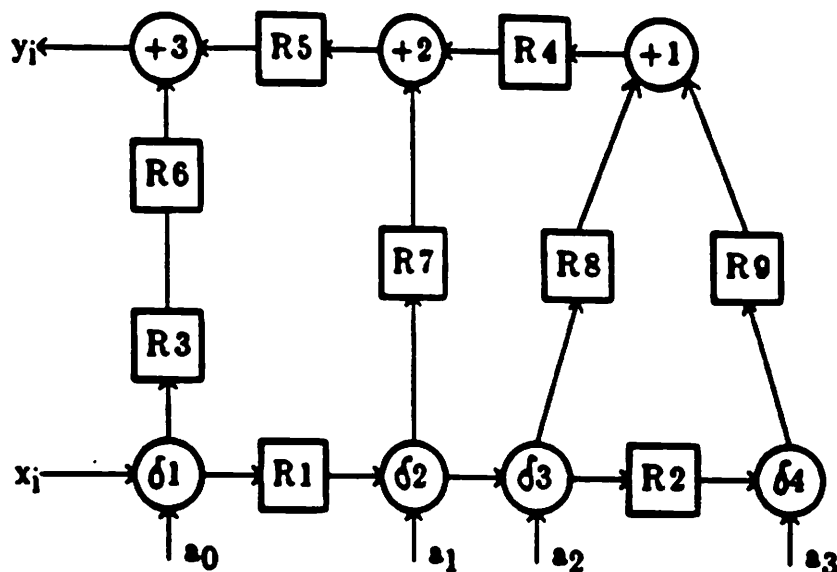 yi +3 R5 +2 R4 +1
R6
R7 R8 R9
R3
xi δ1 R1 δ2 δ3 R2 δ4
a0 a1 a2 a3